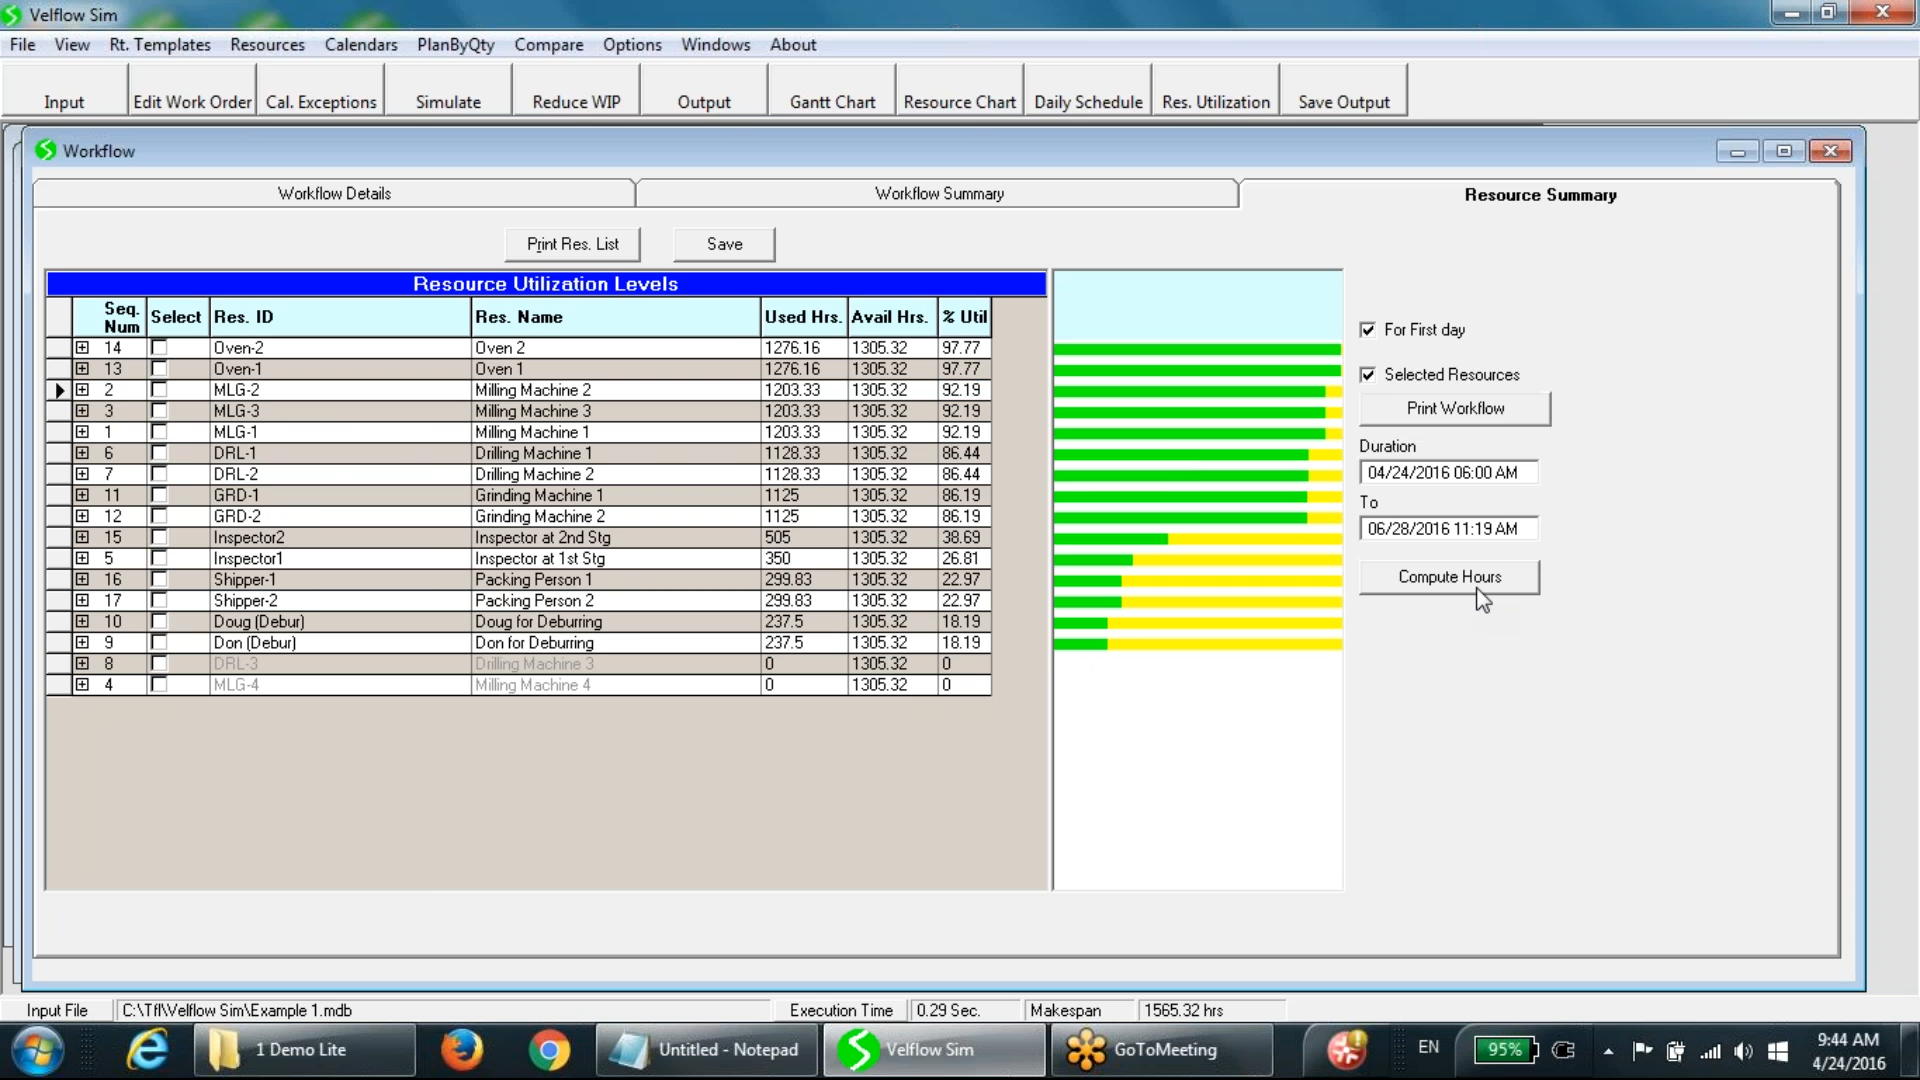 Velflow Sim
File View Rt. Templates Resources Calendars PlanByQty Compare Options Windows About
Input Edit Work Order Cal. Exceptions Simulate Reduce WIP Output Gantt Chart Resource Chart Daily Schedule Res. Utilization Save Output
Workflow
Workflow Details Workflow Summary Resource Summary
Print Res. List Save
Resource Utilization Levels
Seq. Num Select Res. ID Res. Name Used Hrs. Avail Hrs. % Util
14 Oven-2 Oven 2 1276.16 1305.32 97.77
13 Oven-1 Oven 1 1276.16 1305.32 97.77
2 MLG-2 Milling Machine 2 1203.33 1305.32 92.19
3 MLG-3 Milling Machine 3 1203.33 1305.32 92.19
1 MLG-1 Milling Machine 1 1203.33 1305.32 92.19
6 DRL-1 Drilling Machine 1 1128.33 1305.32 86.44
7 DRL-2 Drilling Machine 2 1128.33 1305.32 86.44
11 GRD-1 Grinding Machine 1 1125 1305.32 86.19
12 GRD-2 Grinding Machine 2 1125 1305.32 86.19
15 Inspector2 Inspector at 2nd Stg 505 1305.32 38.69
5 Inspector1 Inspector at 1st Stg 350 1305.32 26.81
16 Shipper-1 Packing Person 1 299.83 1305.32 22.97
17 Shipper-2 Packing Person 2 299.83 1305.32 22.97
10 Doug (Debur) Doug for Deburring 237.5 1305.32 18.19
9 Don (Debur) Don for Deburring 237.5 1305.32 18.19
8 DRL-3 Drilling Machine 3 0 1305.32 0
4 MLG-4 Milling Machine 4 0 1305.32 0
For First day
Selected Resources
Print Workflow
Duration
04/24/2016 06:00 AM
To
06/28/2016 11:19 AM
Compute Hours
Input File C:\Tfl\Velflow Sim\Example 1.mdb Execution Time 0.29 Sec. Makespan 1565.32 hrs
1 Demo Lite Untitled - Notepad Velflow Sim GoToMeeting EN 95% 9:44 AM
4/24/2016